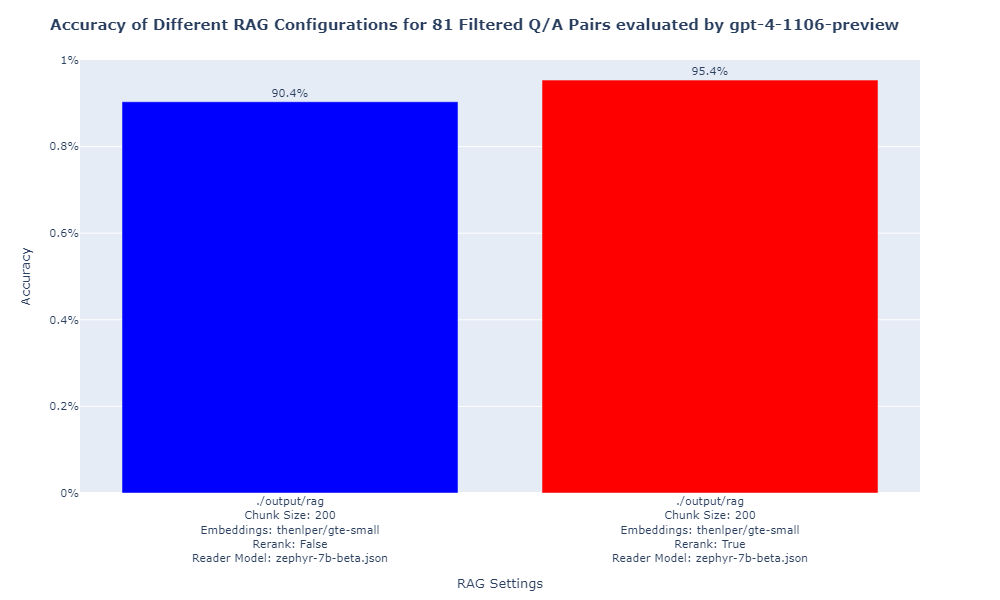 Accuracy of Different RAG Configurations for 81 Filtered Q/A Pairs evaluated by gpt-4-1106-preview
1%
0.8%
0.6%
0.4%
0.2%
0%
Accuracy
90.4%
95.4%
./output/rag
Chunk Size: 200
Embeddings: thenlper/gte-small
Rerank: False
Reader Model: zephyr-7b-beta.json
./output/rag
Chunk Size: 200
Embeddings: thenlper/gte-small
Rerank: True
Reader Model: zephyr-7b-beta.json
RAG Settings